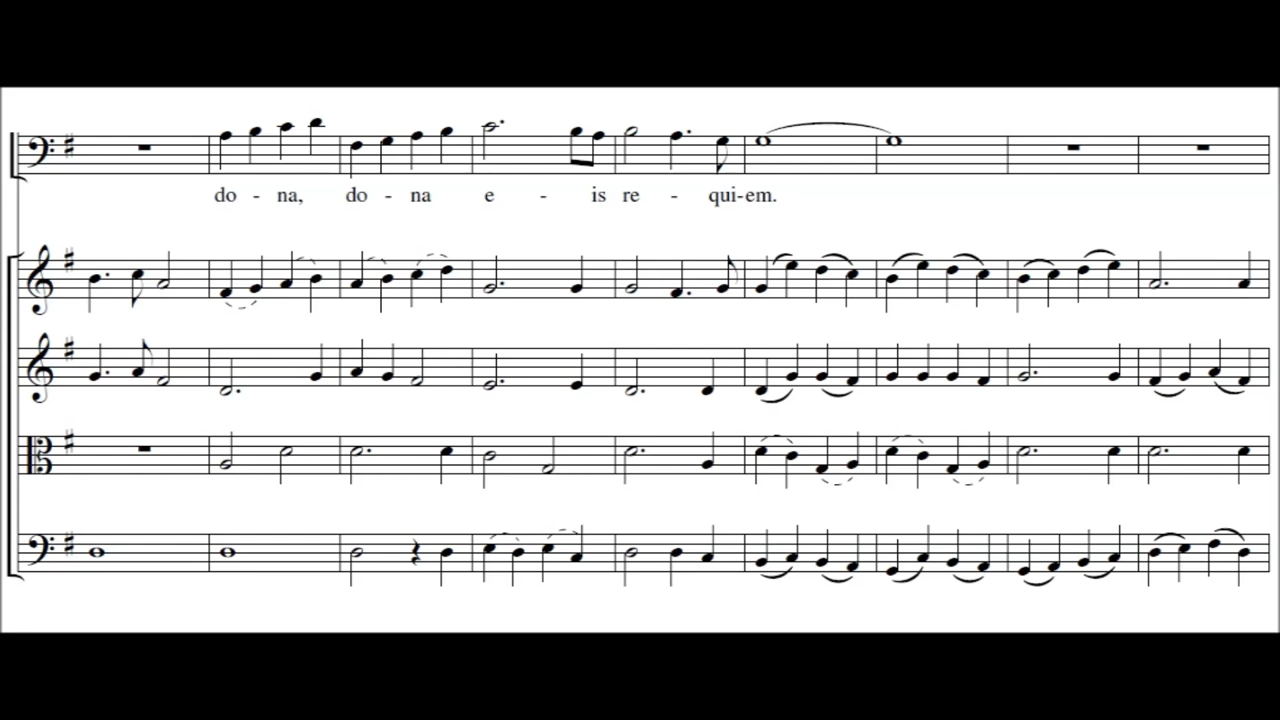 do - na, do - na e - is re - qui-em.